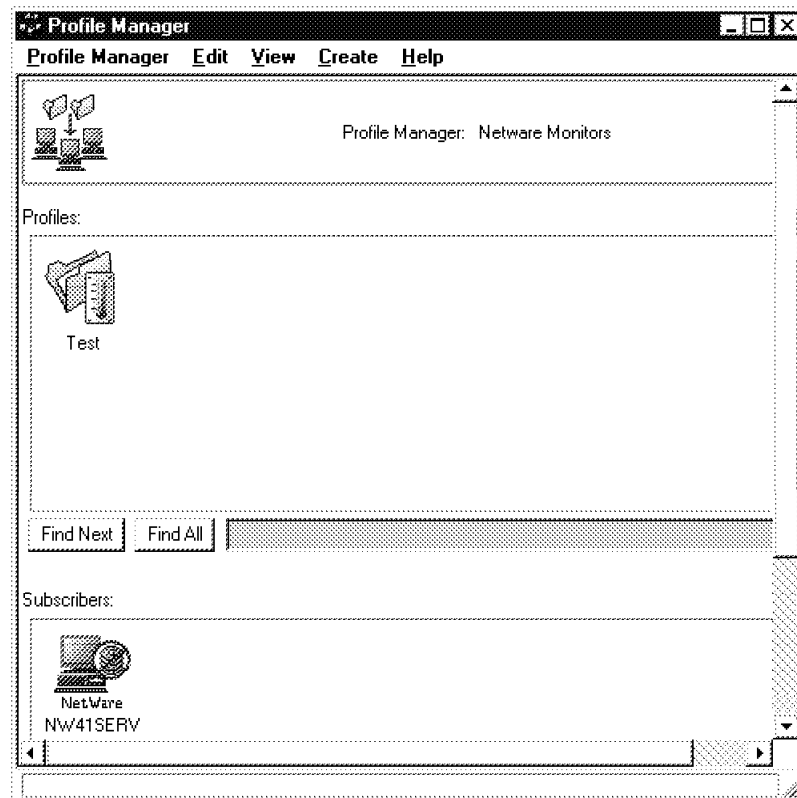 Profile Manager
Profile Manager Edit View Create Help
Profile Manager: Netware Monitors
Profiles:
Test
Find Next Find All
Subscribers:
NetWare
NW41SERV